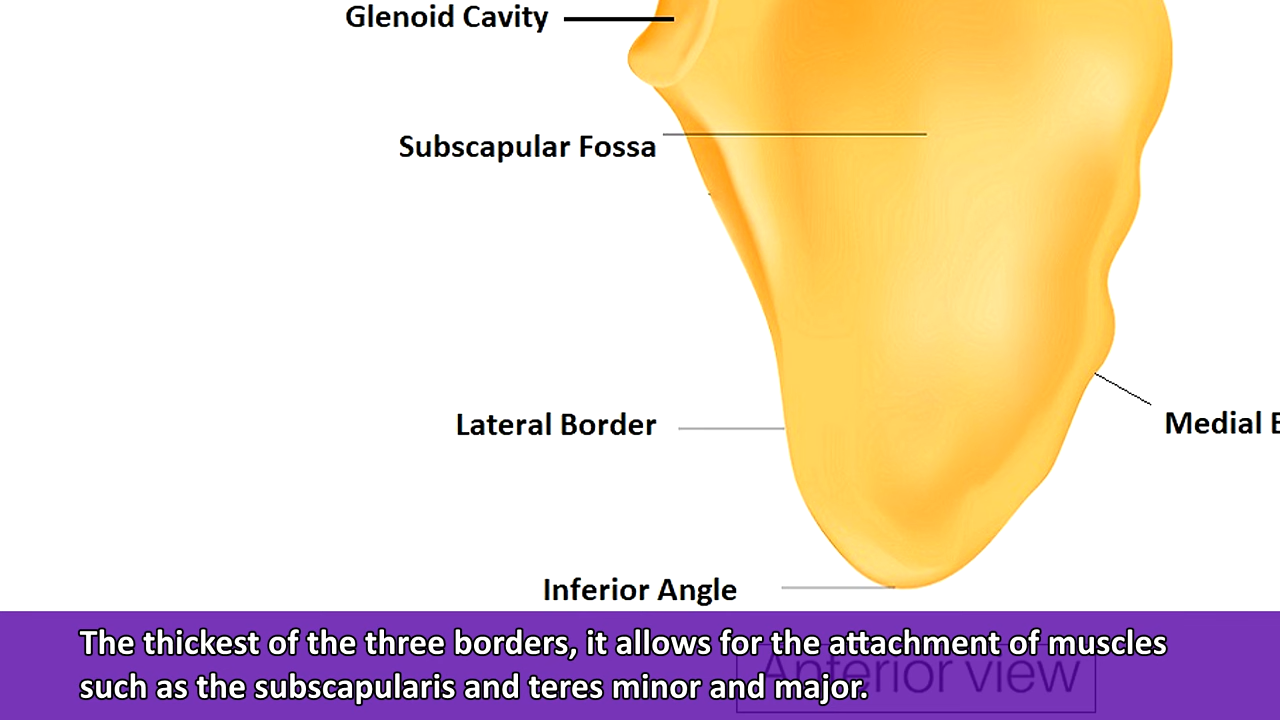 Glenoid Cavity
Subscapular Fossa
Lateral Border
Medial
Inferior Angle
The thickest of the three borders, it allows for the attachment of muscles
such as the subscapularis and teres minor and major.
Anterior view